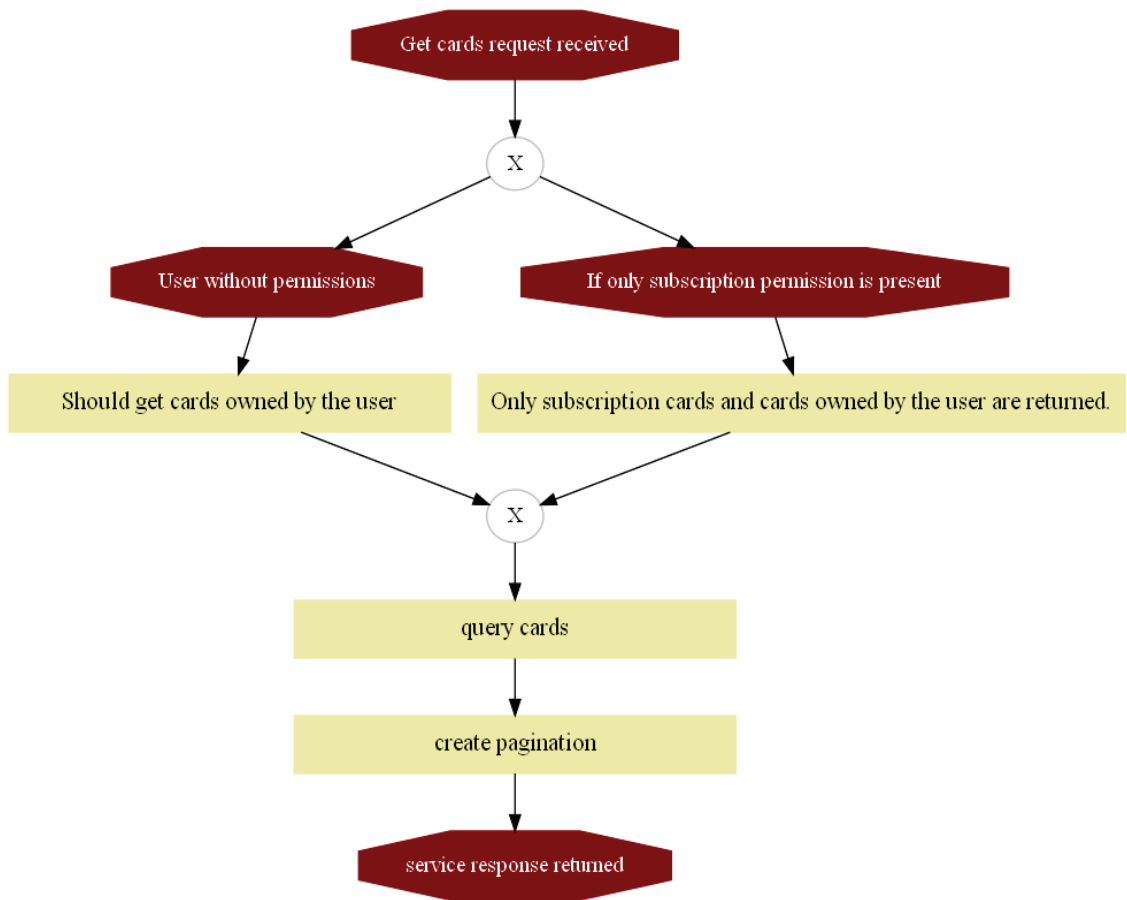 Get cards request received
X
User without permissions
If only subscription permission is present
Should get cards owned by the user
Only subscription cards and cards owned by the user are returned.
X
query cards
create pagination
service response returned